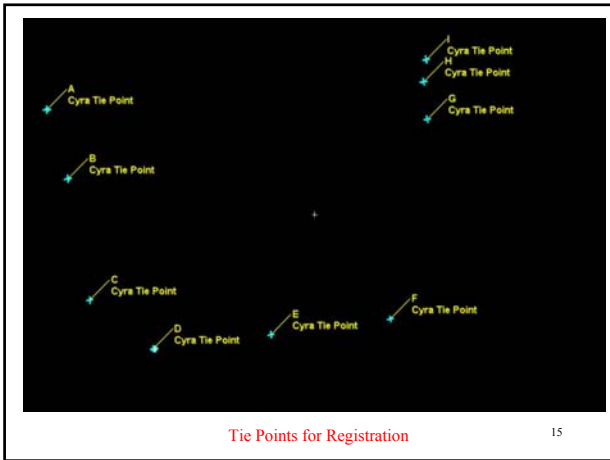 I
Cyra Tie Point
H
Cyra Tie Point
A
Cyra Tie Point
G
Cyra Tie Point
B
Cyra Tie Point
C
Cyra Tie Point
F
Cyra Tie Point
E
Cyra Tie Point
D
Cyra Tie Point
Tie Points for Registration
15